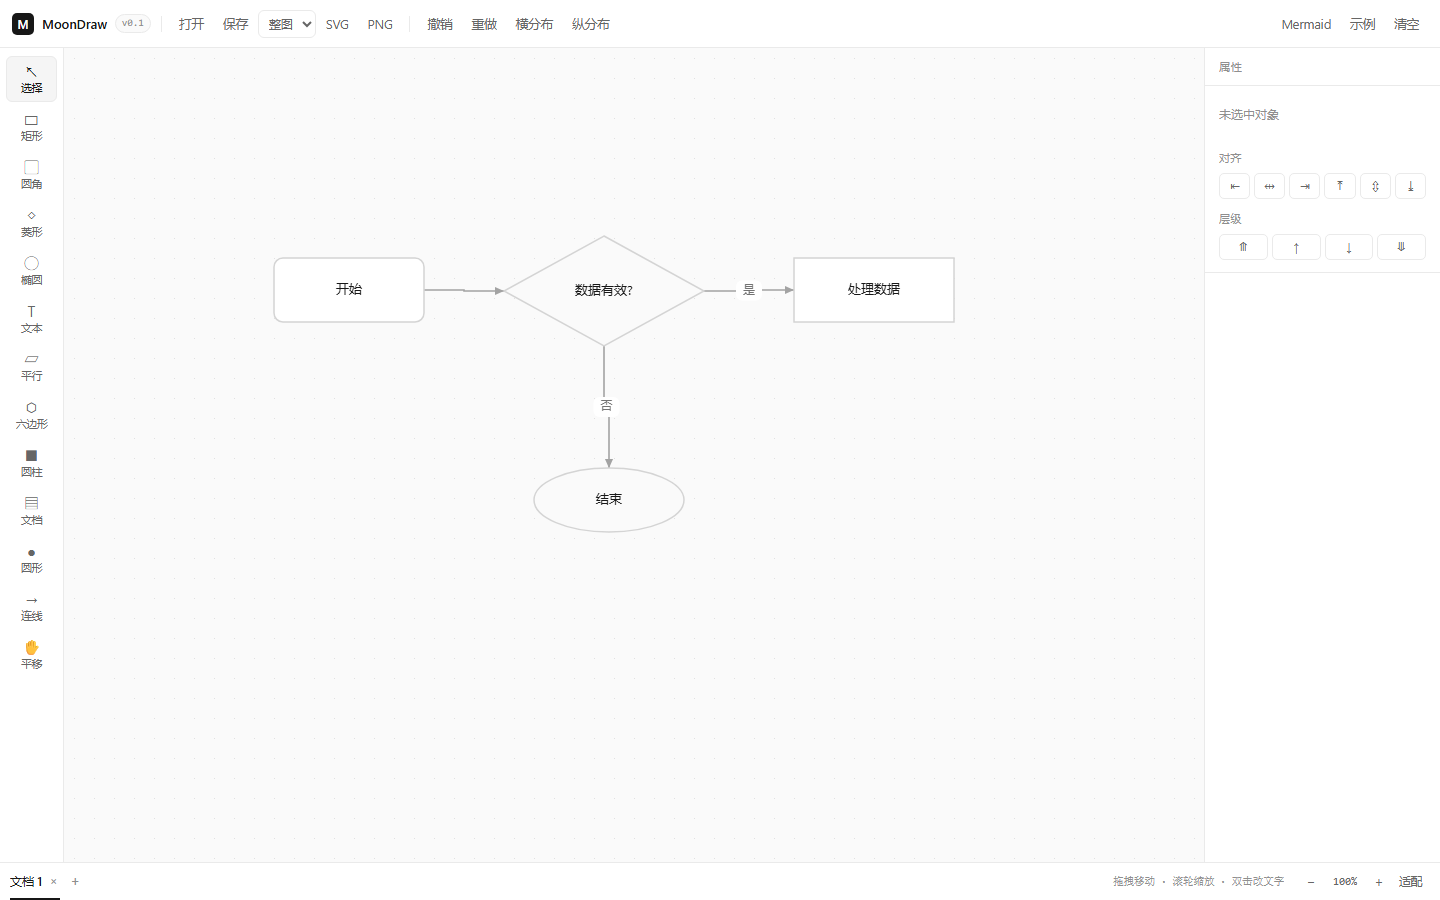 M MoonDraw v0.1 打开 保存 整图 SVG PNG 撤销 重做 横分布 纵分布 Mermaid 示例 清空
选择
矩形
圆角
菱形
椭圆
T
文本
平行
六边形
圆柱
文档
圆形
连线
平移
开始
数据有效?
是
处理数据
否
结束
属性
未选中对象
对齐
层级
文档 1 × +
拖拽移动 · 滚轮缩放 · 双击改文字 − 100% + 适配